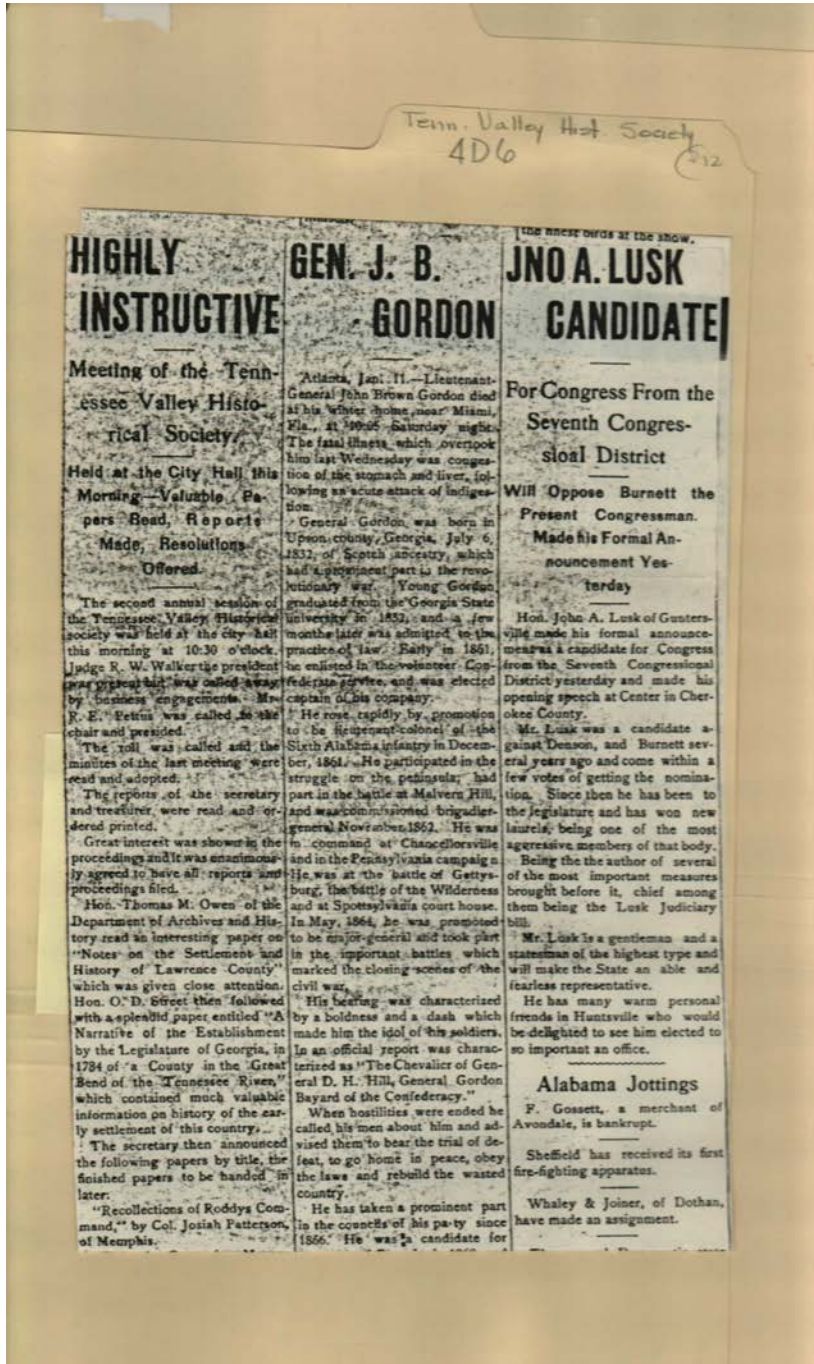 Tenn. Valley Hist. Society
4D6
HIGHLY
INSTRUCTIVE
Meeting of the Tenn-
essee Valley Histo-
rical Society.
Held at the City Hall this
Morning—Valuable Pa-
pers Read, Reports
Made, Resolutions
Offered.
The second annual session of
the Tennessee Valley Historical
society was held at the city hall
this morning at 10:30 o'clock.
Judge R. W. Walker the president
was present but was called away
by business engagements. Mr.
R. E. Petrus was called to the
chair and presided.
The roll was called and the
minutes of the last meeting were
read and adopted.
The reports of the secretary
and treasurer were read and or-
dered printed.
Great interest was shown in the
proceedings and it was unanimous-
ly agreed to have all reports and
proceedings filed.
Hon. Thomas M. Owen of the
Department of Archives and His-
tory read an interesting paper on
"Notes on the Settlement and
History of Lawrence County"
which was given close attention.
Hon. O. D. Street then followed
with a splendid paper entitled "A
Narrative of the Establishment
by the Legislature of Georgia, in
1784 of a County in the Great
Bend of the Tennessee River,"
which contained much valuable
information on history of the ear-
ly settlement of this country.
The secretary then announced
the following papers by title, the
finished papers to be handed in
later:
"Recollections of Roddys Com-
mand," by Col. Josiah Patterson,
of Memphis.
GEN. J. B.
GORDON
Atlanta, Jan. 11.—Lieutenant-
General John Brown Gordon died
at his winter home, near Miami,
Fla., at 10:05 Saturday night.
The fatal illness which overtook
him last Wednesday was conges-
tion of the stomach and liver, fol-
lowing an acute attack of indiges-
tion.
General Gordon was born in
Upson county, Georgia, July 6,
1832, of Scotch ancestry, which
had a prominent part in the revo-
lutionary war. Young Gordon
graduated from the Georgia State
university in 1852, and a few
months later was admitted to the
practice of law. Early in 1861,
he enlisted in the volunteer Con-
federate service, and was elected
captain of his company.
He rose rapidly by promotion
to be lieutenant-colonel of the
Sixth Alabama infantry in Decem-
ber, 1861. He participated in the
struggle on the peninsula; had
part in the battle at Malvern Hill,
and was commissioned brigadier-
general November 1862. He was
in command at Chancellorsville
and in the Pennsylvania campaign
He was at the battle of Gettys-
burg, the battle of the Wilderness
and at Spottsylvania court house.
In May, 1864, he was promoted
to be major-general and took part
in the important battles which
marked the closing scenes of the
civil war.
His bearing was characterized
by a boldness and a dash which
made him the idol of his soldiers.
In an official report was charac-
terized as "The Chevalier of Gen-
eral D. H. Hill, General Gordon
Bayard of the Confederacy."
When hostilities were ended he
called his men about him and ad-
vised them to bear the trial of de-
feat, to go home in peace, obey
the laws and rebuild the wasted
country.
He has taken a prominent part
in the councils of his party since
1866. He was a candidate for
the finest birds at the show.
JNO A. LUSK
CANDIDATE
For Congress From the
Seventh Congres-
sioal District
Will Oppose Burnett the
Present Congressman.
Made his Formal An-
nouncement Yes-
terday
Hon. John A. Lusk of Gunters-
ville made his formal announce-
ment as a candidate for Congress
from the Seventh Congressional
District yesterday and made his
opening speech at Center in Cher-
okee County.
Mr. Lusk was a candidate a-
gainst Denson, and Burnett sev-
eral years ago and come within a
few votes of getting the nomina-
tion. Since then he has been to
the legislature and has won new
laurels, being one of the most
aggressive members of that body.
Being the the author of several
of the most important measures
brought before it, chief among
them being the Lusk Judiciary
bill.
Mr. Lusk is a gentleman and a
statesman of the highest type and
will make the State an able and
fearless representative.
He has many warm personal
frrends in Huntsville who would
be delighted to see him elected to
so important an office.
Alabama Jottings
F. Gossett, a merchant of
Avondale, is bankrupt.
Sheffield has received its first
fire-fighting apparatus.
Whaley & Joiner, of Dothan,
have made an assignment.